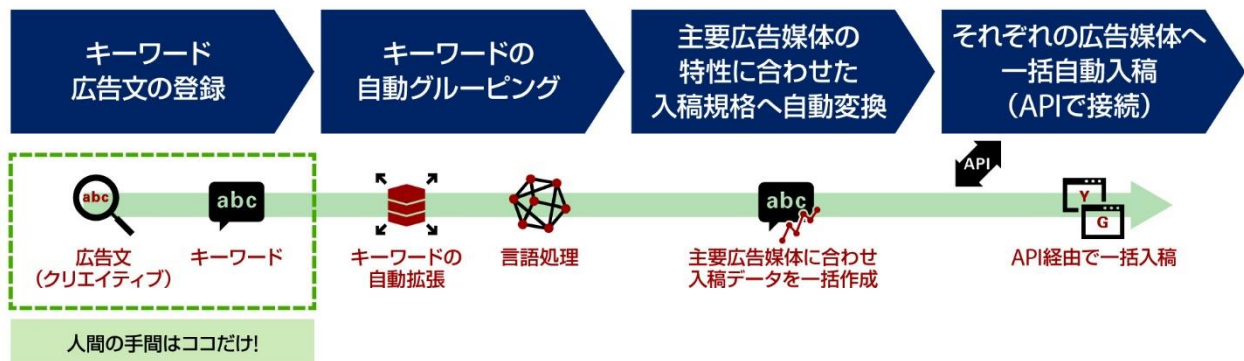 キーワード
広告文の登録
キーワードの
自動グルーピング
主要広告媒体の
特性に合わせた
入稿規格へ自動変換
それぞれの広告媒体へ
一括自動入稿
（APIで接続）
abc
広告文
（クリエイティブ）
abc
キーワード
キーワードの
自動拡張
言語処理
abc
主要広告媒体に合わせ
入稿データを一括作成
API
Y
G
API経由で一括入稿
人間の手間はココだけ!